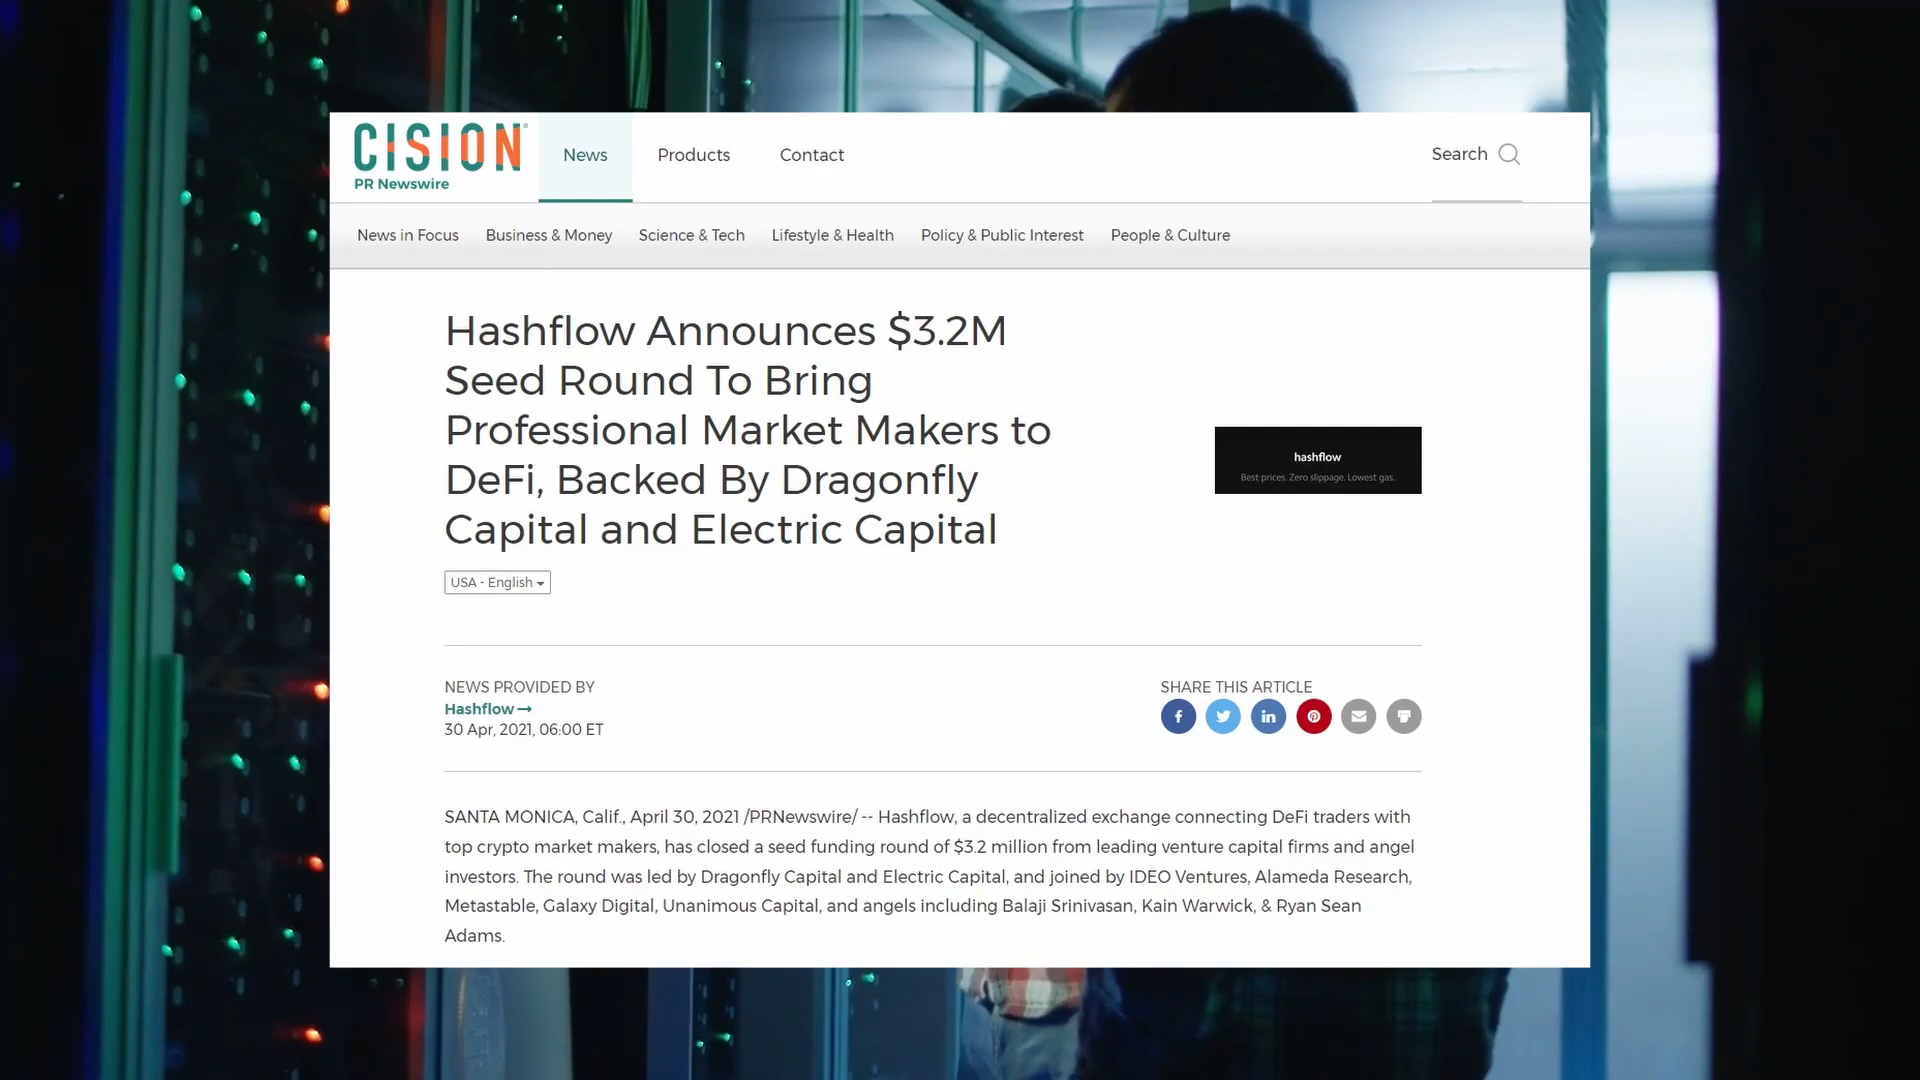 CISION
PR Newswire
News
Products
Contact
Search
News in Focus
Business & Money
Science & Tech
Lifestyle & Health
Policy & Public Interest
People & Culture
Hashflow Announces $3.2M
Seed Round To Bring
Professional Market Makers to
DeFi, Backed By Dragonfly
Capital and Electric Capital
hashflow
Best prices. Zero slippage. Lowest gas.
USA - English
NEWS PROVIDED BY
Hashflow
30 Apr, 2021, 06:00 ET
SHARE THIS ARTICLE
SANTA MONICA, Calif., April 30, 2021 /PRNewswire/ -- Hashflow, a decentralized exchange connecting DeFi traders with
top crypto market makers, has closed a seed funding round of $3.2 million from leading venture capital firms and angel
investors. The round was led by Dragonfly Capital and Electric Capital, and joined by IDEO Ventures, Alameda Research,
Metastable, Galaxy Digital, Unanimous Capital, and angels including Balaji Srinivasan, Kain Warwick, & Ryan Sean
Adams.